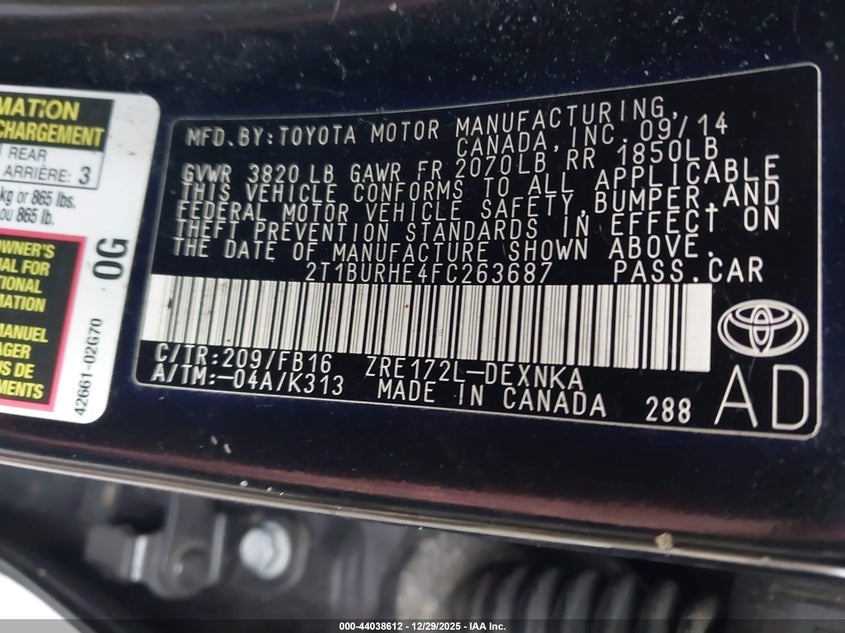 MATION
CHARGEMENT
REAR
ARRIÈRE: 3
kg or 865 lbs.
ou 865 lb.
OWNER'S
AL FOR
TIONAL
MATION
MANUEL
AGER
US DE
EMENTS
0G
42661-02G70
MFD.BY:TOYOTA MOTOR MANUFACTURING,
CANADA,INC.09/14
GVWR 3820 LB GAWR FR 2070LB RR 1850LB
THIS VEHICLE CONFORMS TO ALL APPLICABLE
FEDERAL MOTOR VEHICLE SAFETY,BUMPER,AND
THEFT PREVENTION STANDARDS IN EFFECT ON
THE DATE OF MANUFACTURE SHOWN ABOVE.
2T1BURHE4FC263687 PASS.CAR
C/TR:209/FB16 ZRE172L-DEXNKA
A/TM:-04A/K313 MADE IN CANADA 288
AD
000-44038612 - 12/29/2025 - IAA Inc.